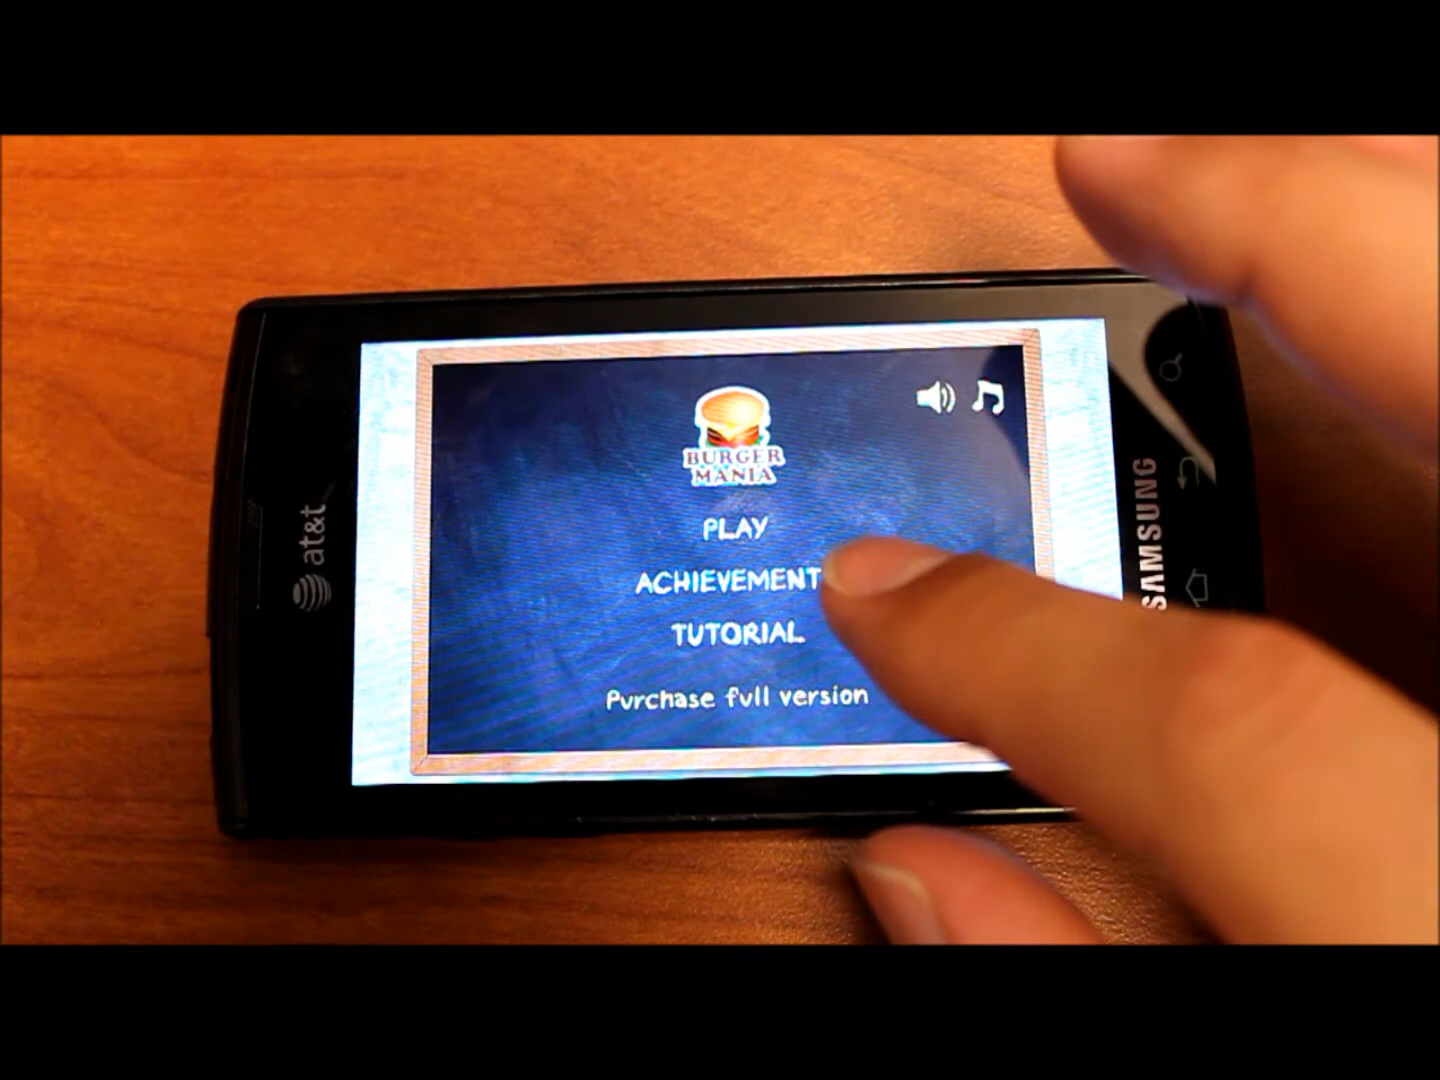 BURGER
MANIA
PLAY
ACHIEVEMENT
TUTORIAL
Purchase full version
at&t
SAMSUNG